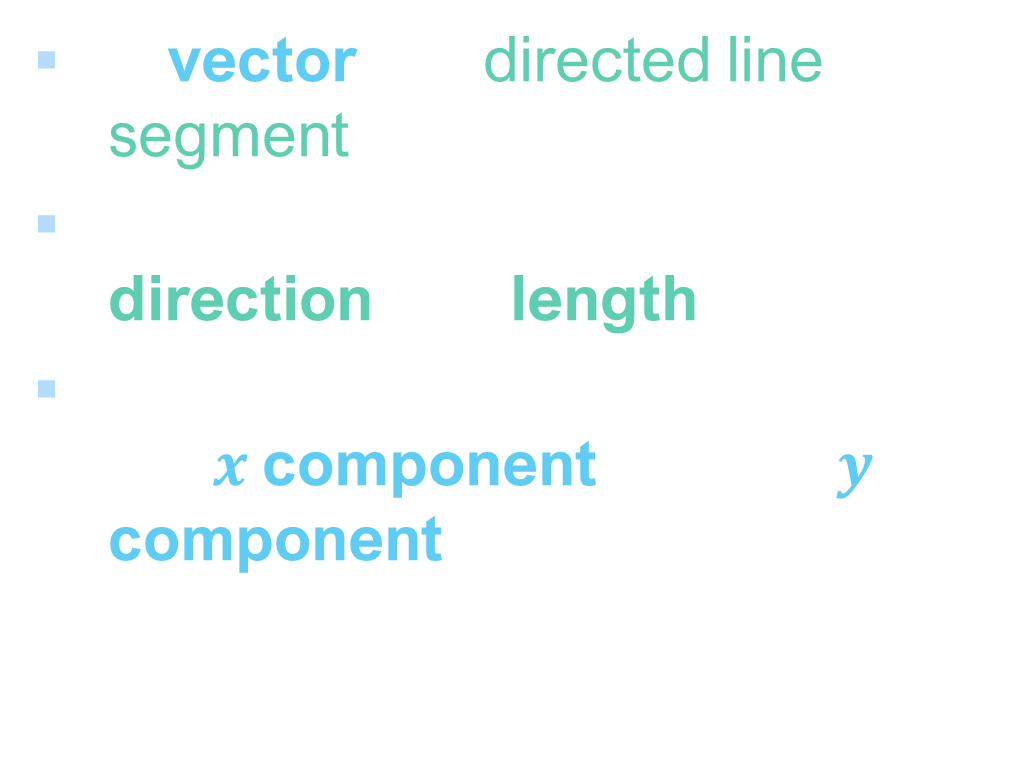 ▪ vector directed line
segment
▪
direction length
▪
x component y
component